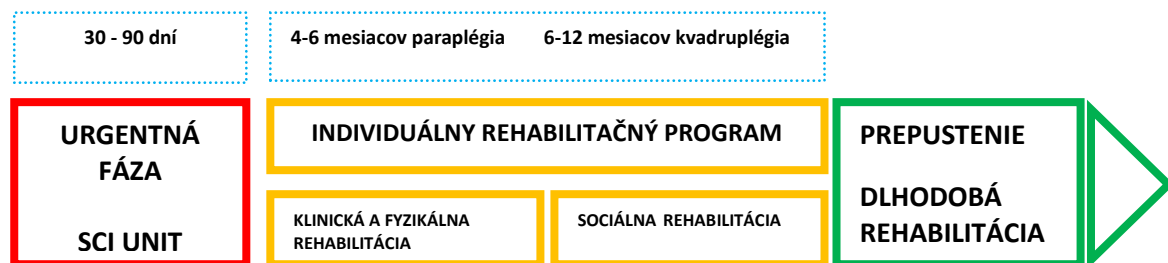 30 - 90 dní
4-6 mesiacov paraplégia 6-12 mesiacov kvadruplégia
URGENTNÁ
FÁZA
SCI UNIT
INDIVIDUÁLNY REHABILITAČNÝ PROGRAM
KLINICKÁ A FYZIKÁLNA
REHABILITÁCIA
SOCIÁLNA REHABILITÁCIA
PREPUSTENIE
DLHODOBÁ
REHABILITÁCIA